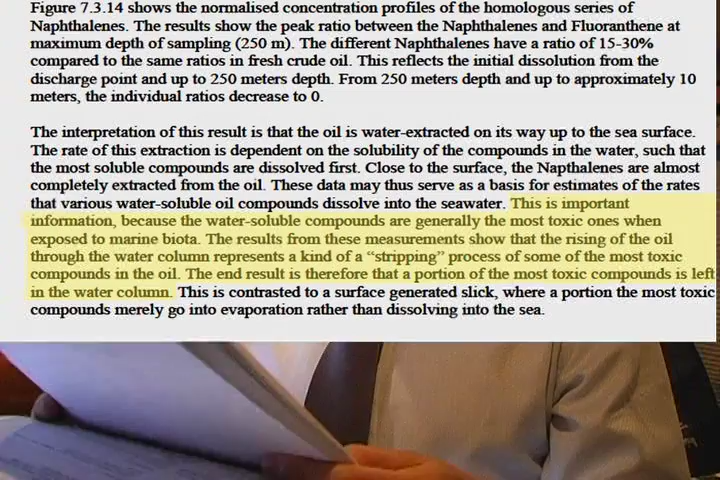 Figure 7.3.14 shows the normalised concentration profiles of the homologous series of
Naphthalenes. The results show the peak ratio between the Naphthalenes and Fluoranthene at
maximum depth of sampling (250 m). The different Naphthalenes have a ratio of 15-30%
compared to the same ratios in fresh crude oil. This reflects the initial dissolution from the
discharge point and up to 250 meters depth. From 250 meters depth and up to approximately 10
meters, the individual ratios decrease to 0.
The interpretation of this result is that the oil is water-extracted on its way up to the sea surface.
The rate of this extraction is dependent on the solubility of the compounds in the water, such that
the most soluble compounds are dissolved first. Close to the surface, the Napthalenes are almost
completely extracted from the oil. These data may thus serve as a basis for estimates of the rates
that various water-soluble oil compounds dissolve into the seawater. This is important
information, because the water-soluble compounds are generally the most toxic ones when
exposed to marine biota. The results from these measurements show that the rising of the oil
through the water column represents a kind of a “stripping” process of some of the most toxic
compounds in the oil. The end result is therefore that a portion of the most toxic compounds is left
in the water column. This is contrasted to a surface generated slick, where a portion the most toxic
compounds merely go into evaporation rather than dissolving into the sea.